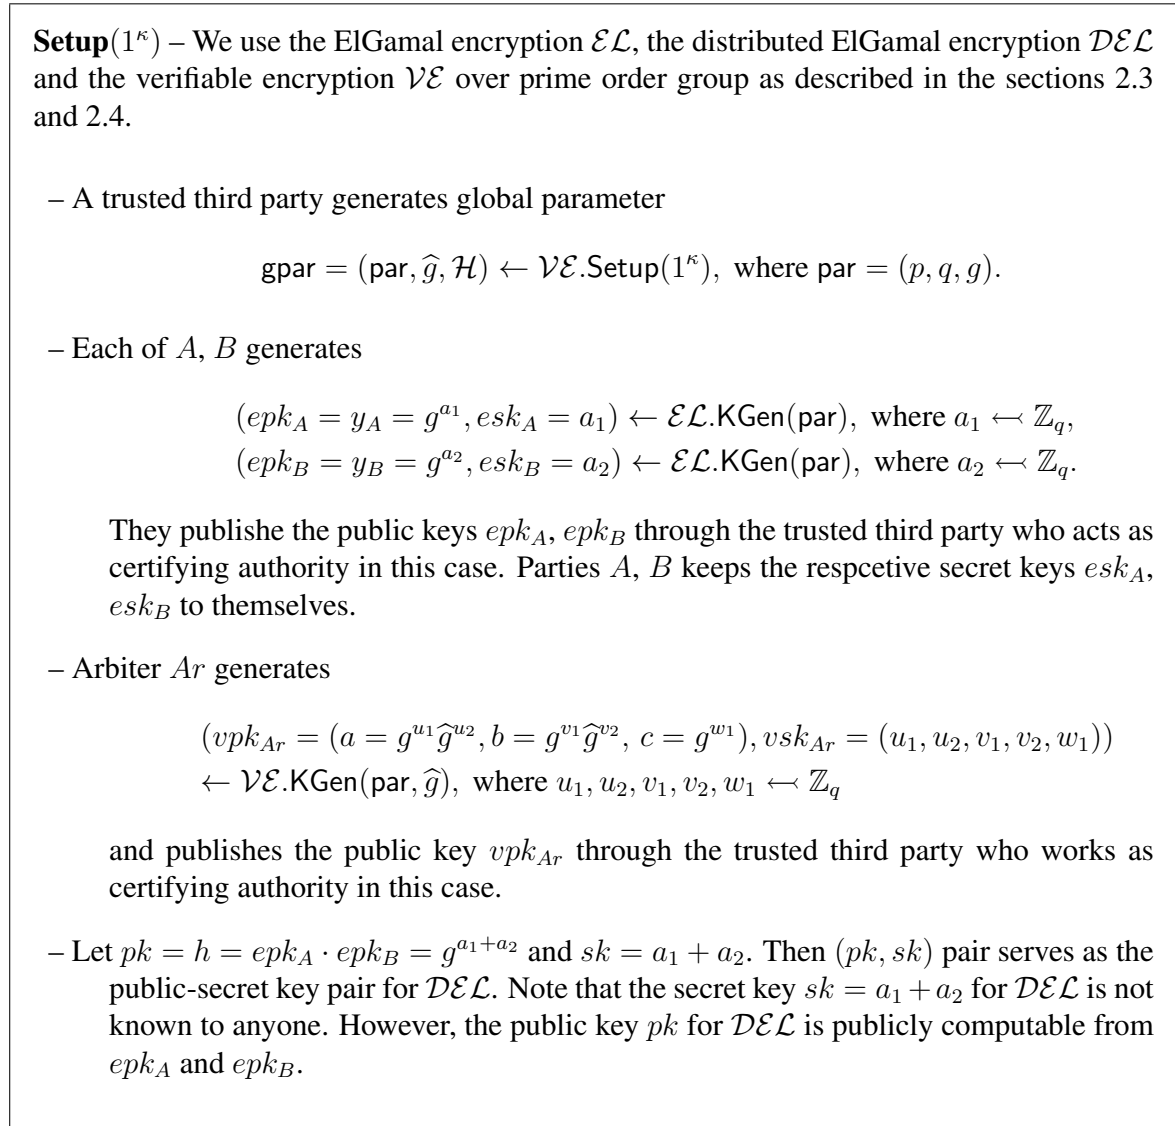 Setup(1^κ) – We use the ElGamal encryption ℰℒ, the distributed ElGamal encryption 𝒟ℰℒ
and the verifiable encryption 𝒱ℰ over prime order group as described in the sections 2.3
and 2.4.
– A trusted third party generates global parameter
gpar = (par, ĝ, ℋ) ← 𝒱ℰ.Setup(1^κ), where par = (p, q, g).
– Each of A, B generates
(epk_A = y_A = g^{a_1}, esk_A = a_1) ← ℰℒ.KGen(par), where a_1 ↢ ℤ_q,
(epk_B = y_B = g^{a_2}, esk_B = a_2) ← ℰℒ.KGen(par), where a_2 ↢ ℤ_q.
They publishe the public keys epk_A, epk_B through the trusted third party who acts as
certifying authority in this case. Parties A, B keeps the respcetive secret keys esk_A,
esk_B to themselves.
– Arbiter Ar generates
(vpk_{Ar} = (a = g^{u_1}ĝ^{u_2}, b = g^{v_1}ĝ^{v_2}, c = g^{w_1}), vsk_{Ar} = (u_1, u_2, v_1, v_2, w_1))
← 𝒱ℰ.KGen(par, ĝ), where u_1, u_2, v_1, v_2, w_1 ↢ ℤ_q
and publishes the public key vpk_{Ar} through the trusted third party who works as
certifying authority in this case.
– Let pk = h = epk_A · epk_B = g^{a_1+a_2} and sk = a_1 + a_2. Then (pk, sk) pair serves as the
public-secret key pair for 𝒟ℰℒ. Note that the secret key sk = a_1 + a_2 for 𝒟ℰℒ is not
known to anyone. However, the public key pk for 𝒟ℰℒ is publicly computable from
epk_A and epk_B.